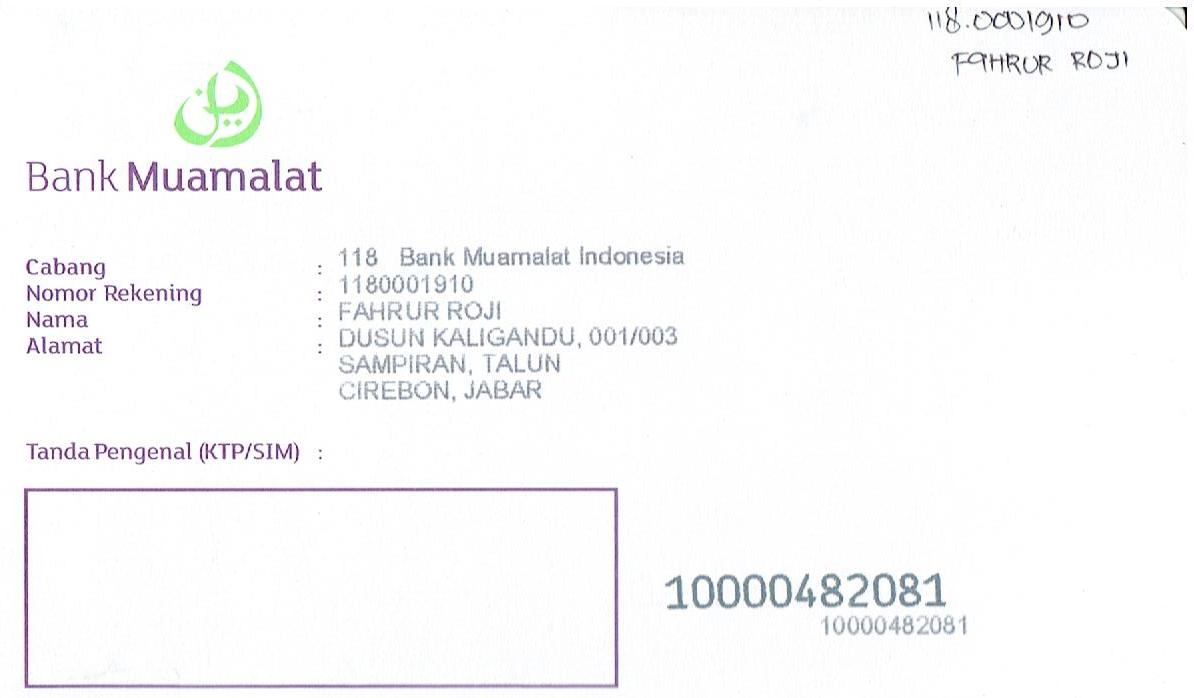 118.0001910
FAHRUR ROJI
Bank Muamalat
Cabang : 118 Bank Muamalat Indonesia
Nomor Rekening : 1180001910
Nama : FAHRUR ROJI
Alamat : DUSUN KALIGANDU, 001/003
SAMPIRAN, TALUN
CIREBON, JABAR
Tanda Pengenal (KTP/SIM) :
10000482081
10000482081